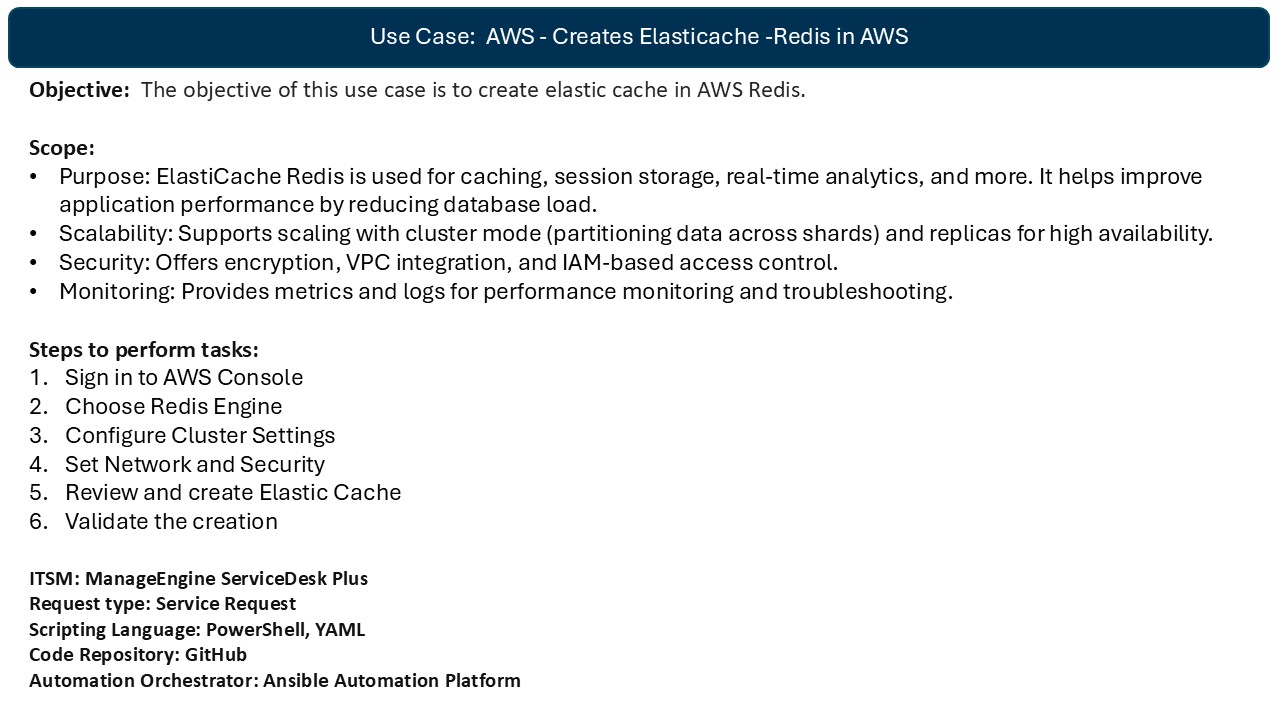 Use Case:  AWS - Creates Elasticache -Redis in AWS
Objective:  The objective of this use case is to create elastic cache in AWS Redis.
Scope:
• Purpose: ElastiCache Redis is used for caching, session storage, real-time analytics, and more. It helps improve
application performance by reducing database load.
• Scalability: Supports scaling with cluster mode (partitioning data across shards) and replicas for high availability.
• Security: Offers encryption, VPC integration, and IAM-based access control.
• Monitoring: Provides metrics and logs for performance monitoring and troubleshooting.
Steps to perform tasks:
1. Sign in to AWS Console
2. Choose Redis Engine
3. Configure Cluster Settings
4. Set Network and Security
5. Review and create Elastic Cache
6. Validate the creation
ITSM: ManageEngine ServiceDesk Plus
Request type: Service Request
Scripting Language: PowerShell, YAML
Code Repository: GitHub
Automation Orchestrator: Ansible Automation Platform